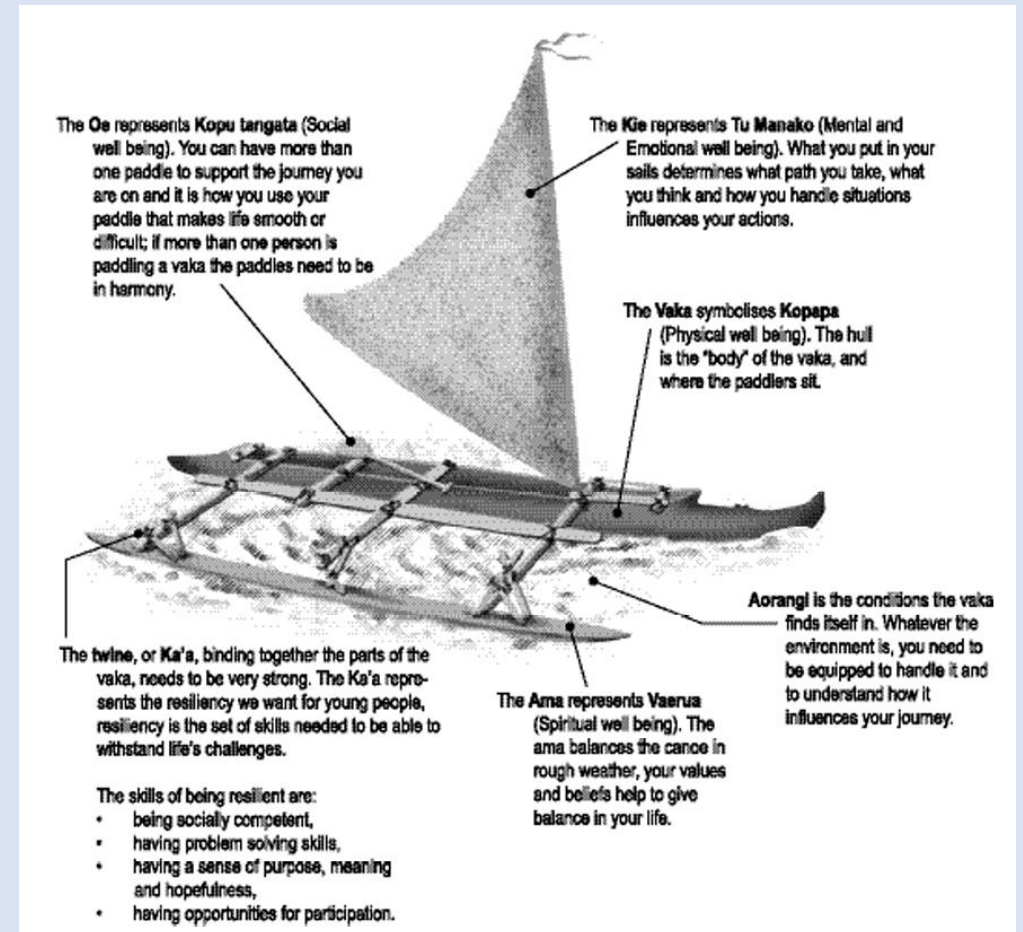 The Oe represents Kopu tangata (Social
well being). You can have more than
one paddle to support the journey you
are on and it is how you use your
paddle that makes life smooth or
difficult; if more than one person is
paddling a vaka the paddles need to be
in harmony.
The Kie represents Tu Manako (Mental and
Emotional well being). What you put in your
sails determines what path you take, what
you think and how you handle situations
influences your actions.
The Vaka symbolises Kopapa
(Physical well being). The hull
is the "body" of the vaka, and
where the paddlers sit.
Aorangi is the conditions the vaka
finds itself in. Whatever the
environment is, you need to
be equipped to handle it and
to understand how it
influences your journey.
The twine, or Ka'a, binding together the parts of the
vaka, needs to be very strong. The Ka'a repre-
sents the resiliency we want for young people,
resiliency is the set of skills needed to be able to
withstand life's challenges.
The skills of being resilient are:
• being socially competent,
• having problem solving skills,
• having a sense of purpose, meaning
and hopefulness,
• having opportunities for participation.
The Ama represents Vaerua
(Spiritual well being). The
ama balances the canoe in
rough weather, your values
and beliefs help to give
balance in your life.